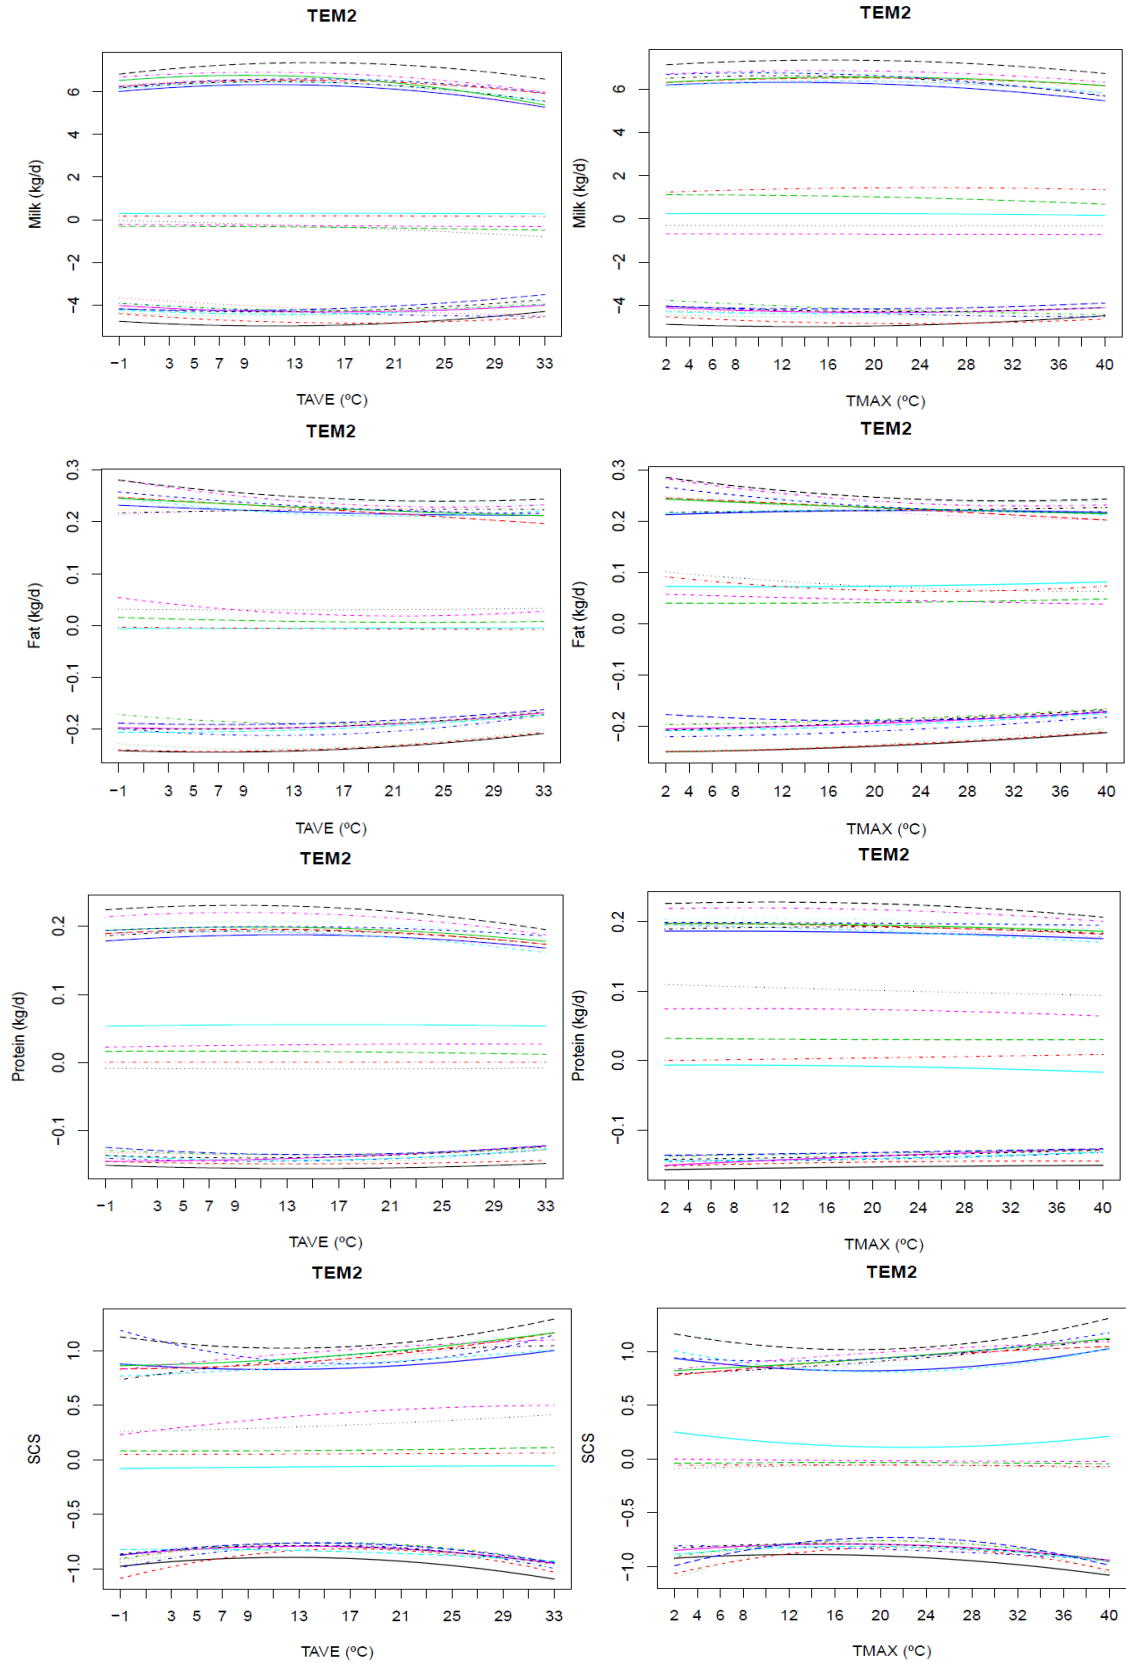 TEM2
TEM2
Milk (kg/d)
6
4
2
0
−2
−4
−1 3 5 7 9 13 17 21 25 29 33
TAVE (ºC)
Milk (kg/d)
6
4
2
0
−2
−4
2 4 6 8 12 16 20 24 28 32 36 40
TMAX (ºC)
TEM2
TEM2
Fat (kg/d)
0.3
0.2
0.1
0.0
−0.1
−0.2
−1 3 5 7 9 13 17 21 25 29 33
TAVE (ºC)
Fat (kg/d)
0.3
0.2
0.1
0.0
−0.1
−0.2
2 4 6 8 12 16 20 24 28 32 36 40
TMAX (ºC)
TEM2
TEM2
Protein (kg/d)
0.2
0.1
0.0
−0.1
−1 3 5 7 9 13 17 21 25 29 33
TAVE (ºC)
Protein (kg/d)
0.2
0.1
0.0
−0.1
2 4 6 8 12 16 20 24 28 32 36 40
TMAX (ºC)
TEM2
TEM2
SCS
1.0
0.5
0.0
−0.5
−1.0
−1 3 5 7 9 13 17 21 25 29 33
TAVE (ºC)
SCS
1.0
0.5
0.0
−0.5
−1.0
2 4 6 8 12 16 20 24 28 32 36 40
TMAX (ºC)